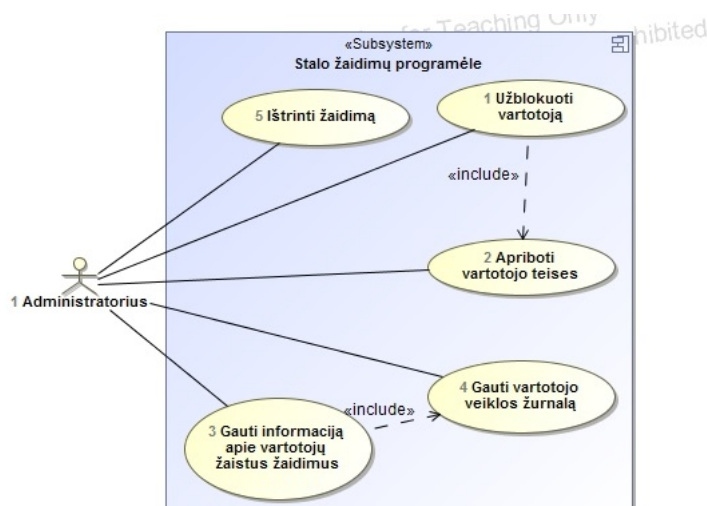 for Teaching Only
hibited
«Subsystem»
Stalo žaidimų programėle
5 Ištrinti žaidimą
1 Užblokuoti
vartotoją
«include»
2 Apriboti
vartotojo teises
1 Administratorius
4 Gauti vartotojo
veiklos žurnalą
«include»
3 Gauti informaciją
apie vartotojų
žaistus žaidimus